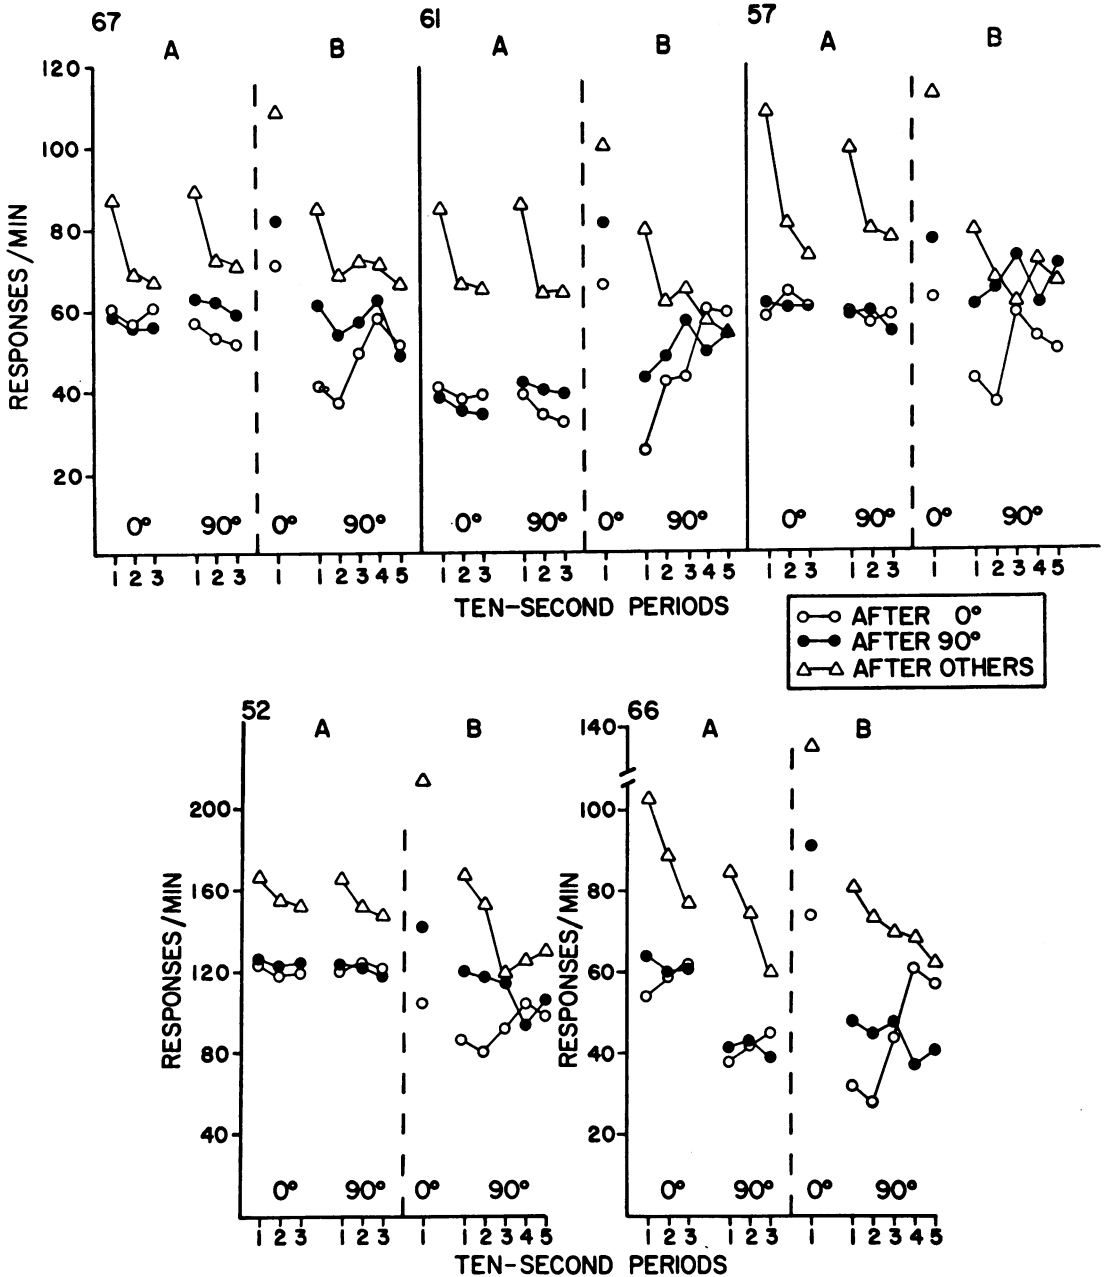 67 61 57
A B A B A B
120
100
80
60
40
20
RESPONSES/MIN
0° 90° 0° 90° 0° 90° 0° 90° 0° 90° 0° 90°
1 2 3 1 2 3 1 1 2 3 4 5 1 2 3 1 2 3 1 1 2 3 4 5 1 2 3 1 2 3 1 1 2 3 4 5
TEN-SECOND PERIODS
AFTER 0°
AFTER 90°
AFTER OTHERS
52
A B
200
160
120
80
40
RESPONSES/MIN
0° 90° 0° 90°
1 2 3 1 2 3 1 1 2 3 4 5
66
A B
140
100
80
60
40
20
RESPONSES/MIN
0° 90° 0° 90°
1 2 3 1 2 3 1 1 2 3 4 5
TEN-SECOND PERIODS